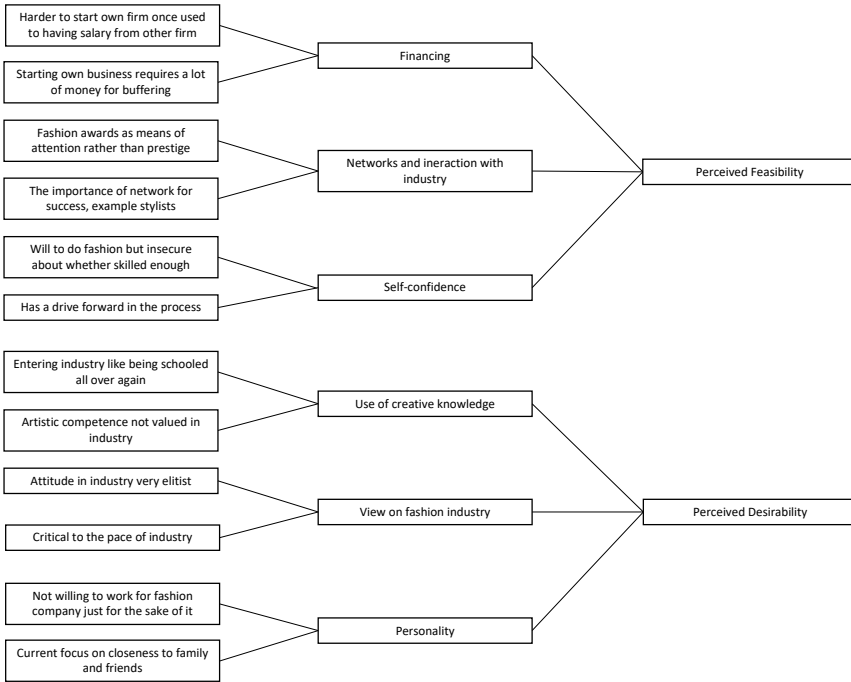 Harder to start own firm once used
to having salary from other firm
Starting own business requires a lot
of money for buffering
Financing
Fashion awards as means of
attention rather than prestige
The importance of network for
success, example stylists
Networks and ineraction with
industry
Perceived Feasibility
Will to do fashion but insecure
about whether skilled enough
Has a drive forward in the process
Self-confidence
Entering industry like being schooled
all over again
Artistic competence not valued in
industry
Use of creative knowledge
Attitude in industry very elitist
Critical to the pace of industry
View on fashion industry
Perceived Desirability
Not willing to work for fashion
company just for the sake of it
Current focus on closeness to family
and friends
Personality